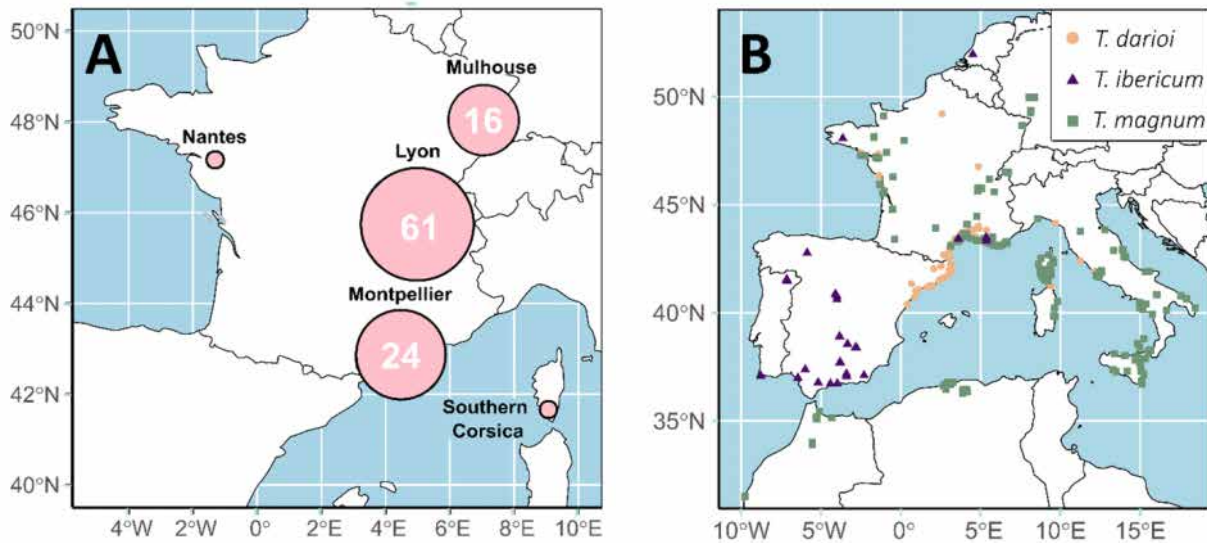 A
50°N
48°N
46°N
44°N
42°N
40°N
4°W
2°W
0°
2°E
4°E
6°E
8°E
10°E
Nantes
Mulhouse
16
Lyon
61
Montpellier
24
Southern
Corsica
B
T. darioi
T. ibericum
T. magnum
50°N
45°N
40°N
35°N
10°W
5°W
0°
5°E
10°E
15°E